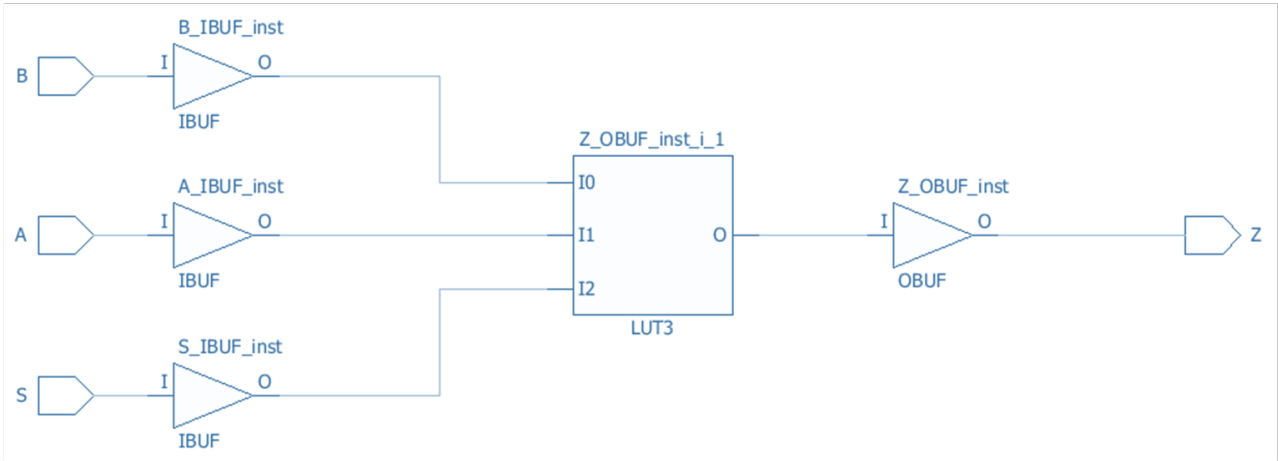 B_IBUF_inst
B
I
O
IBUF
Z_OBUF_inst_i_1
I0
A_IBUF_inst
A
I
O
IBUF
I1
O
Z_OBUF_inst
I
O
Z
OBUF
I2
LUT3
S_IBUF_inst
S
I
O
IBUF